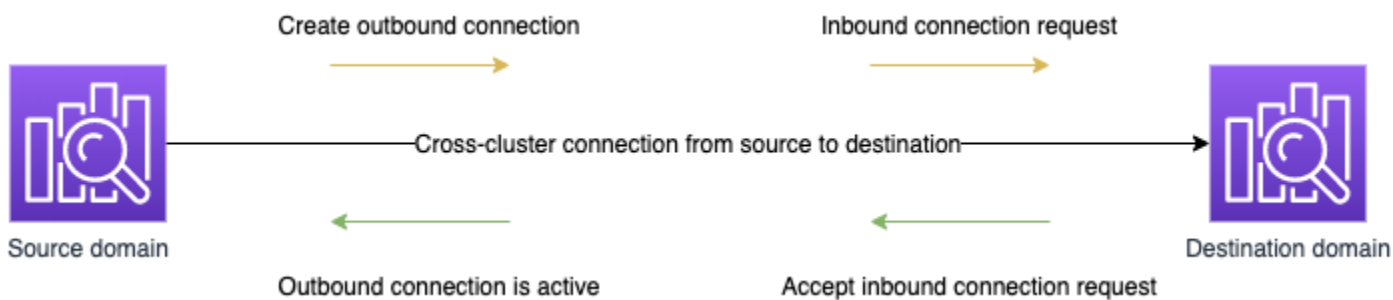 Create outbound connection
Inbound connection request
Cross-cluster connection from source to destination
Source domain
Destination domain
Outbound connection is active
Accept inbound connection request